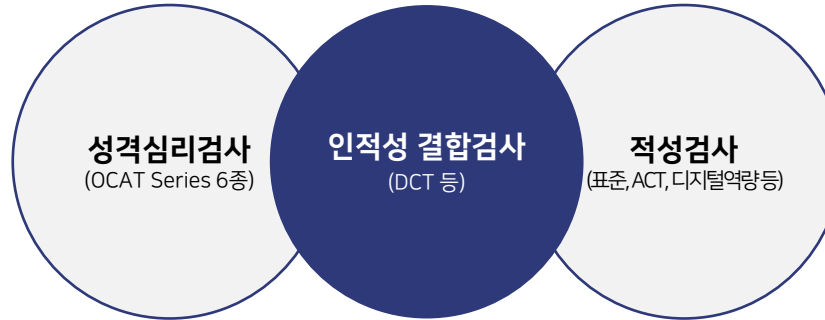 성격심리검사
(OCAT Series 6종)
인적성 결합검사
(DCT 등)
적성검사
(표준, ACT, 디지털역량 등)